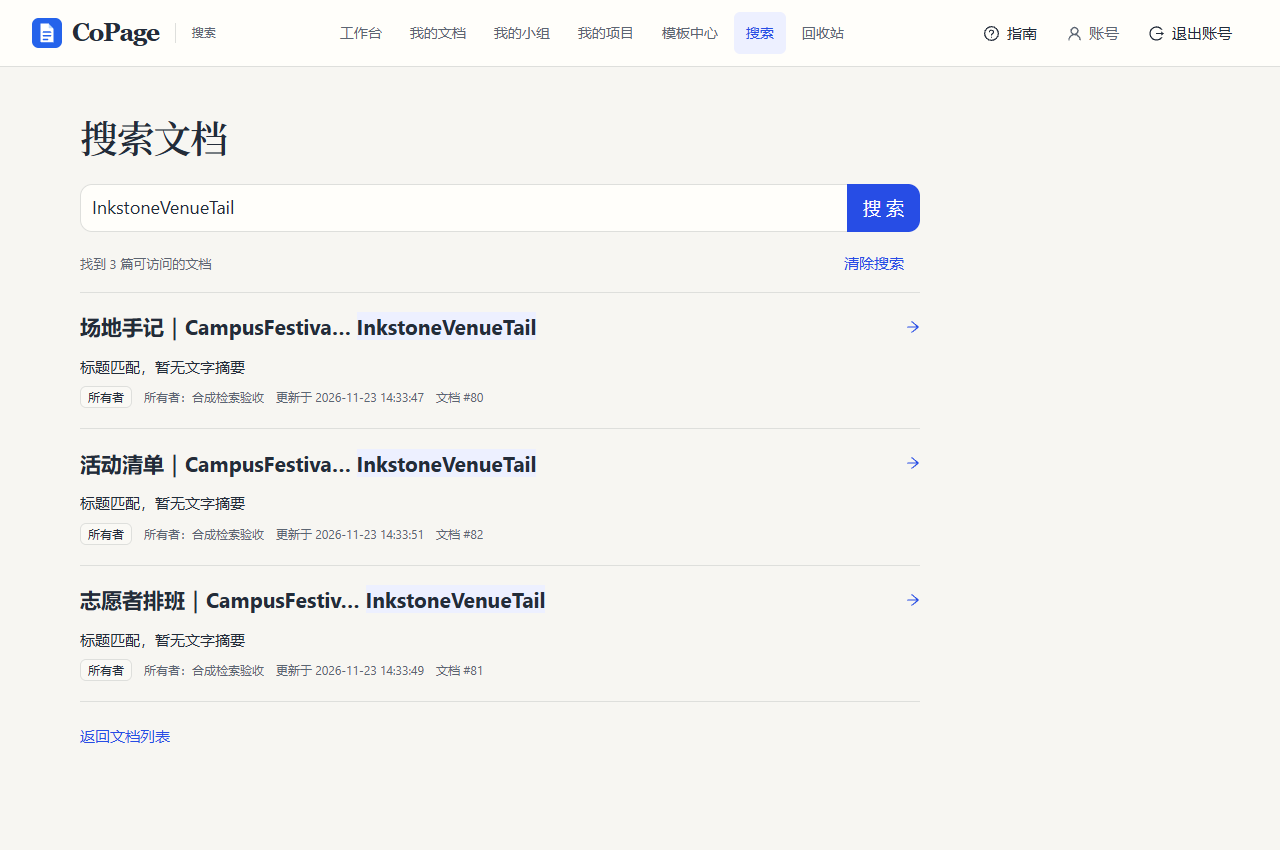 CoPage 搜索 工作台 我的文档 我的小组 我的项目 模板中心 搜索 回收站 指南 账号 退出账号
搜索文档
InkstoneVenueTail 搜 索
找到 3 篇可访问的文档 清除搜索
场地手记｜CampusFestiva... InkstoneVenueTail
标题匹配，暂无文字摘要
所有者 所有者：合成检索验收 更新于 2026-11-23 14:33:47 文档 #80
活动清单｜CampusFestiva... InkstoneVenueTail
标题匹配，暂无文字摘要
所有者 所有者：合成检索验收 更新于 2026-11-23 14:33:51 文档 #82
志愿者排班｜CampusFestiv... InkstoneVenueTail
标题匹配，暂无文字摘要
所有者 所有者：合成检索验收 更新于 2026-11-23 14:33:49 文档 #81
返回文档列表